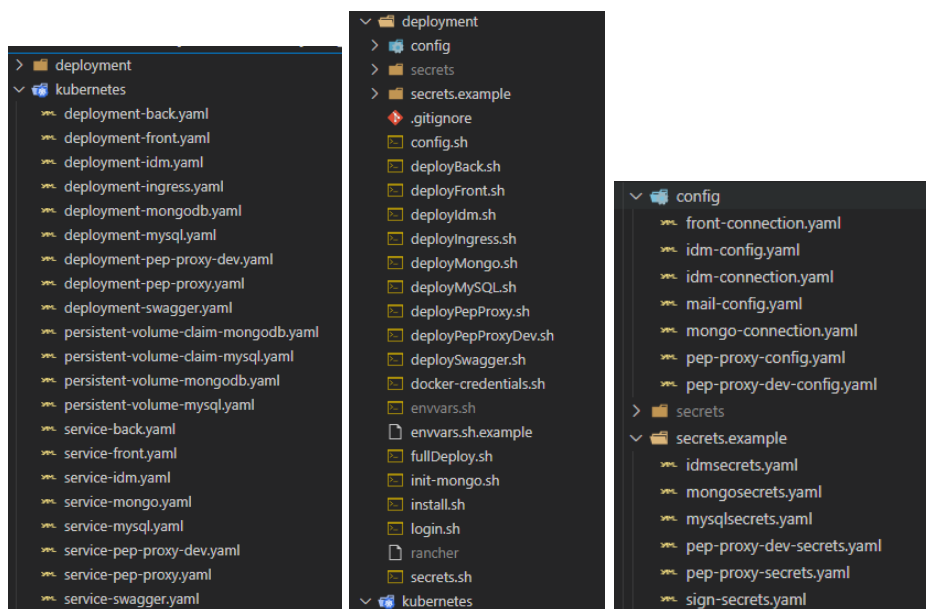 deployment
kubernetes
deployment-back.yaml
deployment-front.yaml
deployment-idm.yaml
deployment-ingress.yaml
deployment-mongodb.yaml
deployment-mysql.yaml
deployment-pep-proxy-dev.yaml
deployment-pep-proxy.yaml
deployment-swagger.yaml
persistent-volume-claim-mongodb.yaml
persistent-volume-claim-mysql.yaml
persistent-volume-mongodb.yaml
persistent-volume-mysql.yaml
service-back.yaml
service-front.yaml
service-idm.yaml
service-mongo.yaml
service-mysql.yaml
service-pep-proxy-dev.yaml
service-pep-proxy.yaml
service-swagger.yaml
deployment
config
secrets
secrets.example
.gitignore
config.sh
deployBack.sh
deployFront.sh
deployIdm.sh
deployIngress.sh
deployMongo.sh
deployMySQL.sh
deployPepProxy.sh
deployPepProxyDev.sh
deploySwagger.sh
docker-credentials.sh
envvars.sh
envvars.sh.example
fullDeploy.sh
init-mongo.sh
install.sh
login.sh
rancher
secrets.sh
kubernetes
config
front-connection.yaml
idm-config.yaml
idm-connection.yaml
mail-config.yaml
mongo-connection.yaml
pep-proxy-config.yaml
pep-proxy-dev-config.yaml
secrets
secrets.example
idmsecrets.yaml
mongosecrets.yaml
mysqlsecrets.yaml
pep-proxy-dev-secrets.yaml
pep-proxy-secrets.yaml
sign-secrets.yaml